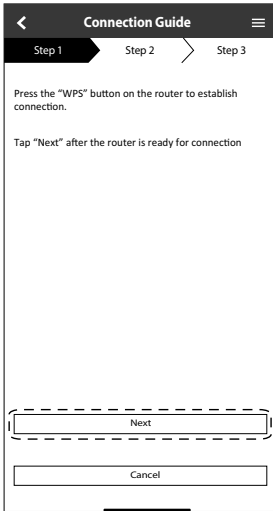 Connection Guide
Step 1 Step 2 Step 3
Press the “WPS” button on the router to establish
connection.
Tap “Next” after the router is ready for connection
Next
Cancel